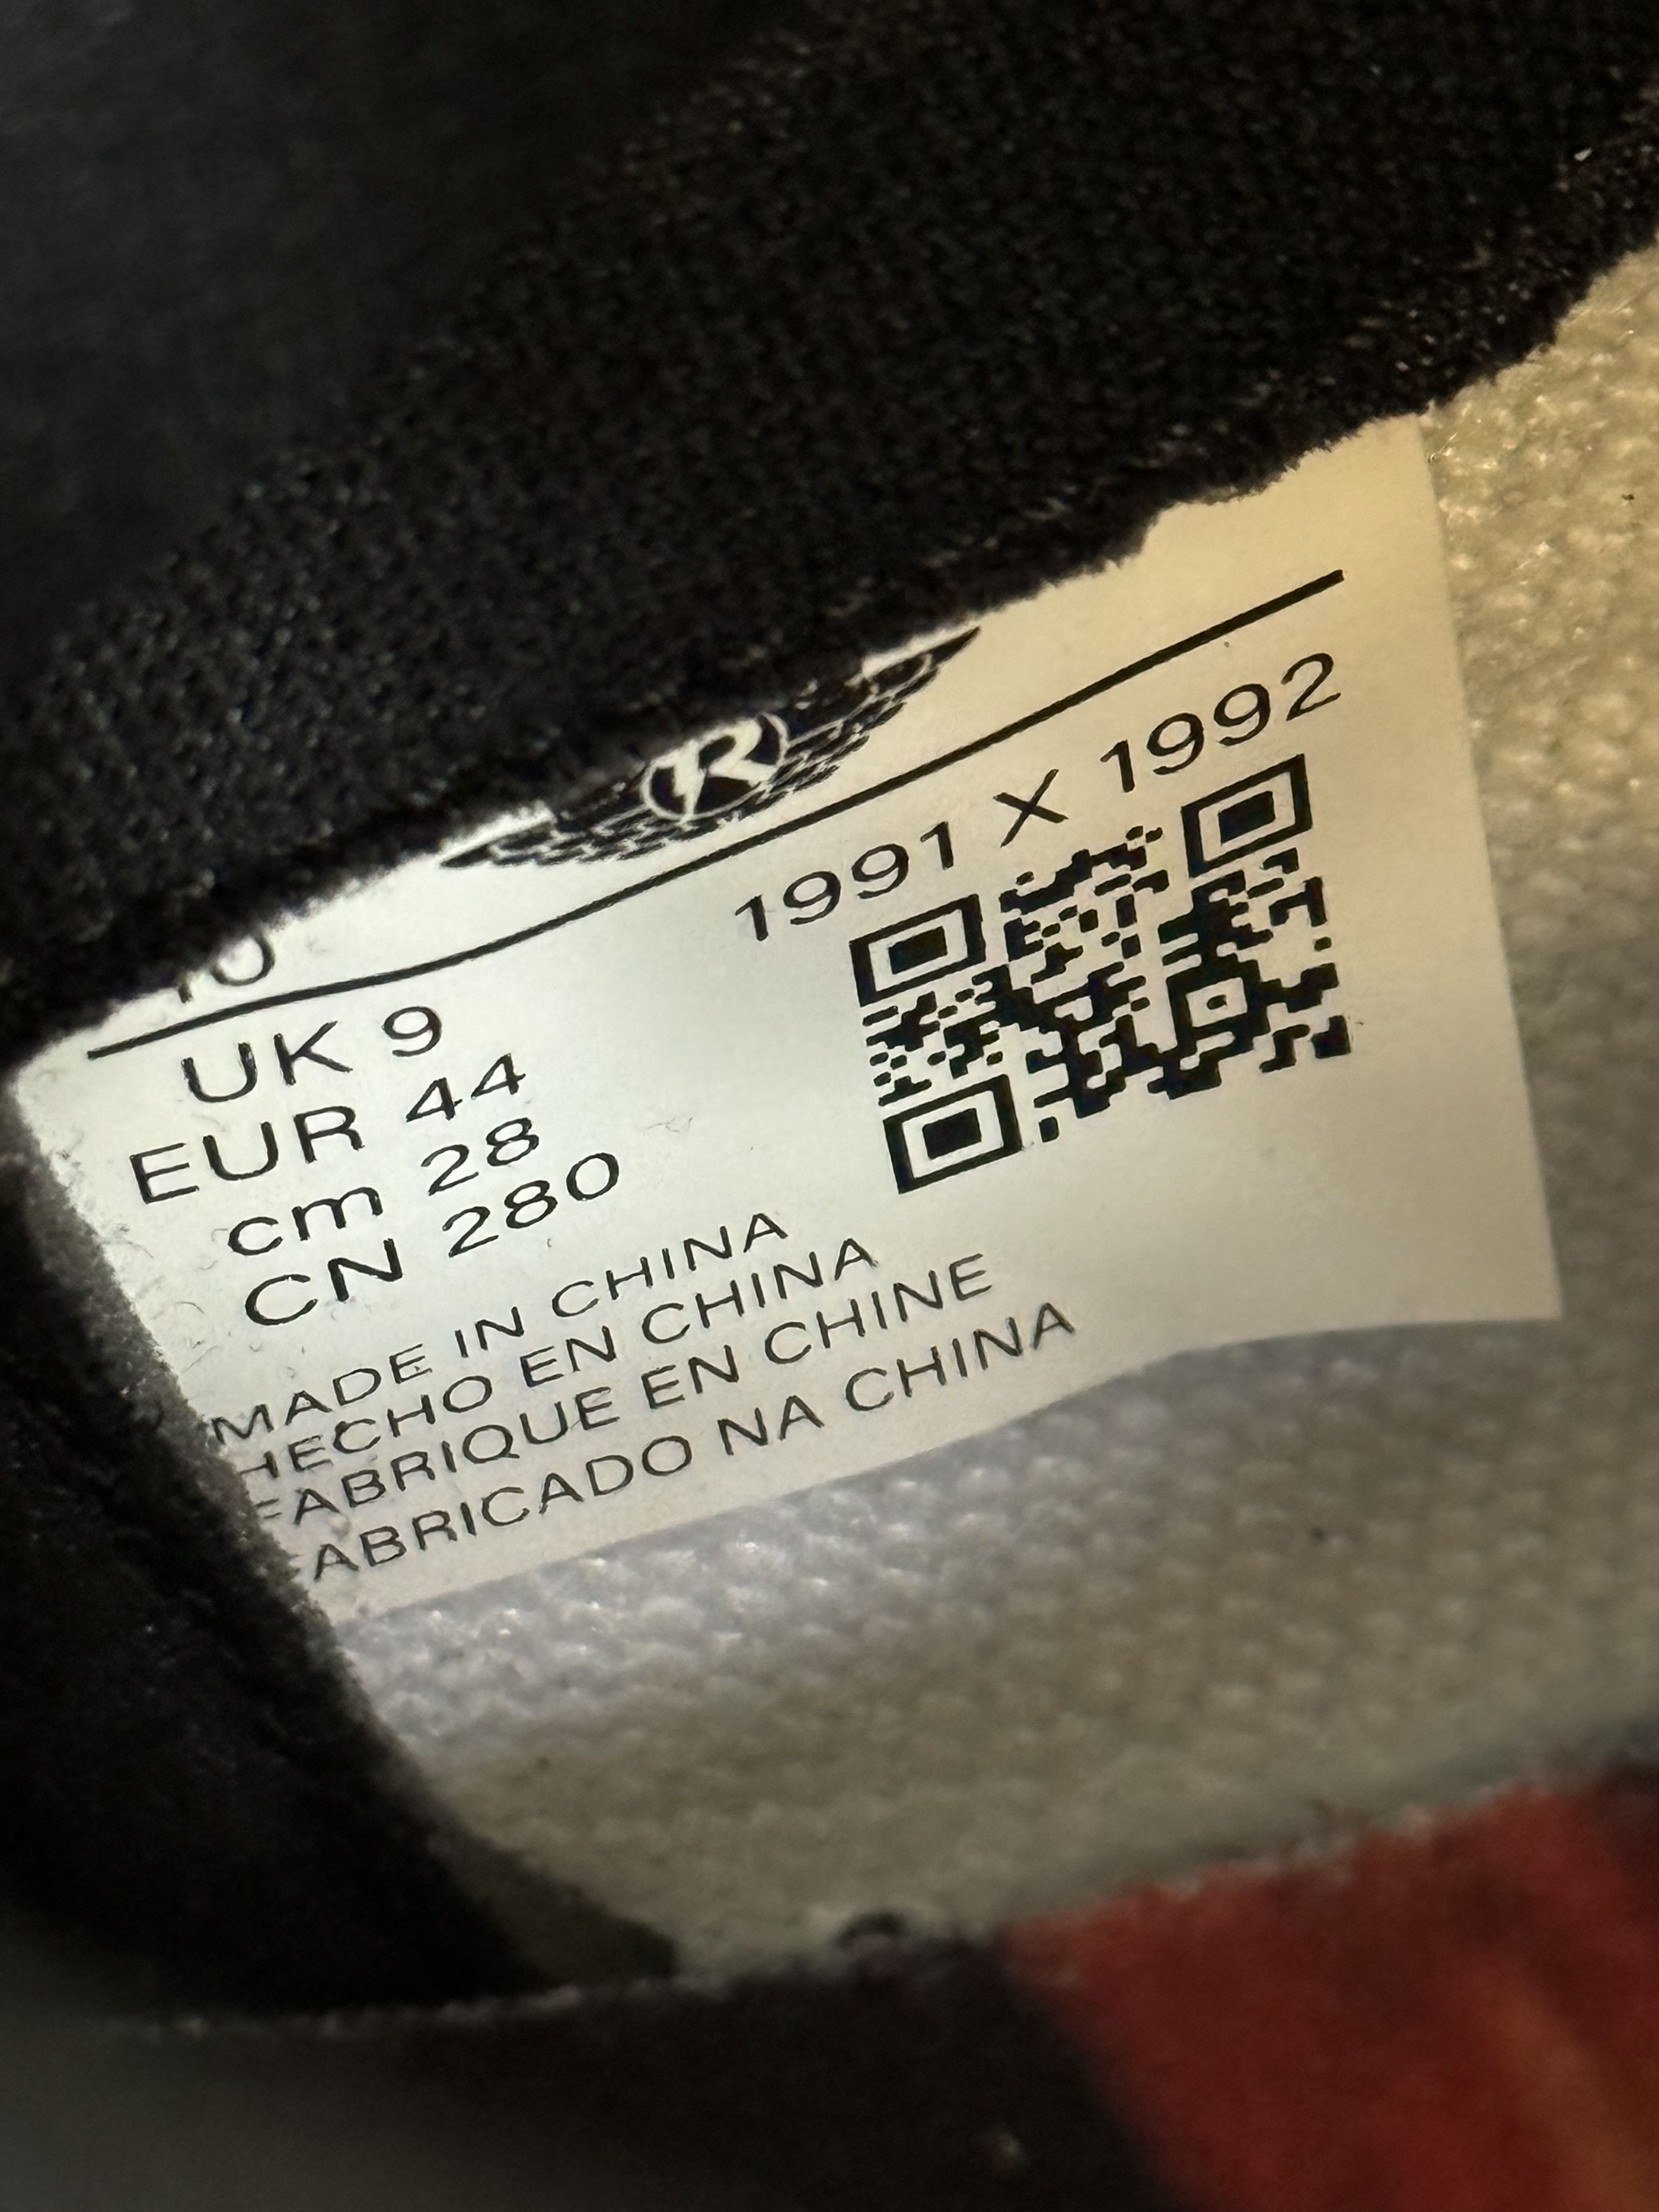 10
R
1991 X 1992
UK 9
EUR 44
cm 28
CN 280
MADE IN CHINA
HECHO EN CHINA
FABRIQUE EN CHINE
FABRICADO NA CHINA